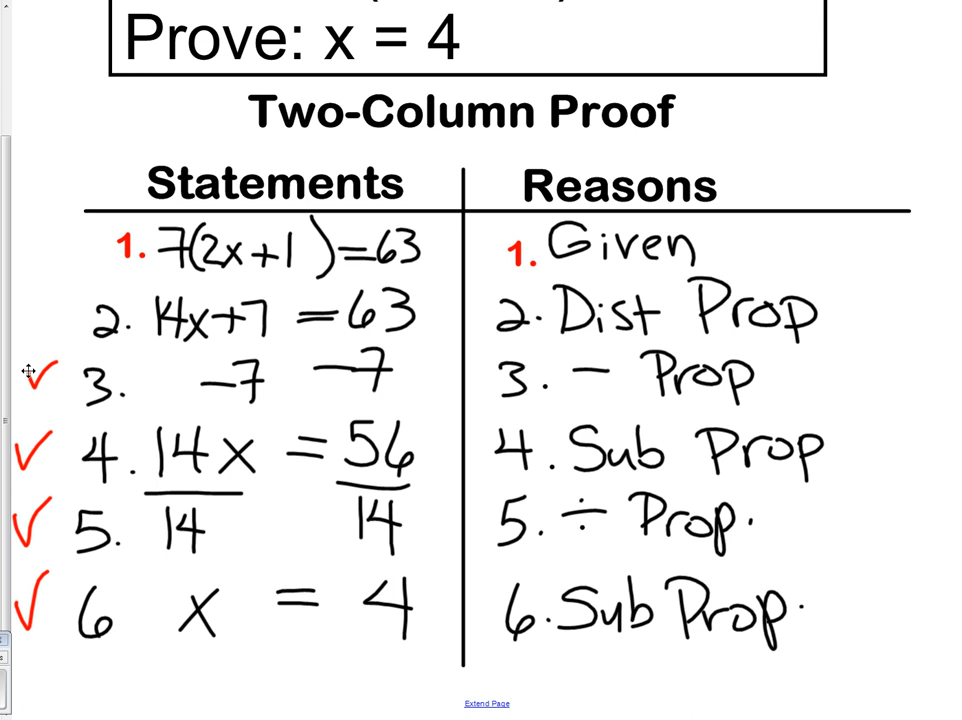 Prove: x = 4
Two-Column Proof
Statements Reasons
1. 7(2x+1)=63 1. Given
2. 14x+7 =63 2. Dist Prop
3. -7 -7 3. - Prop
4. 14x = 56 4. Sub Prop
5. 14 14 5. ÷ Prop.
6 x = 4 6. Sub Prop.
Extend Page